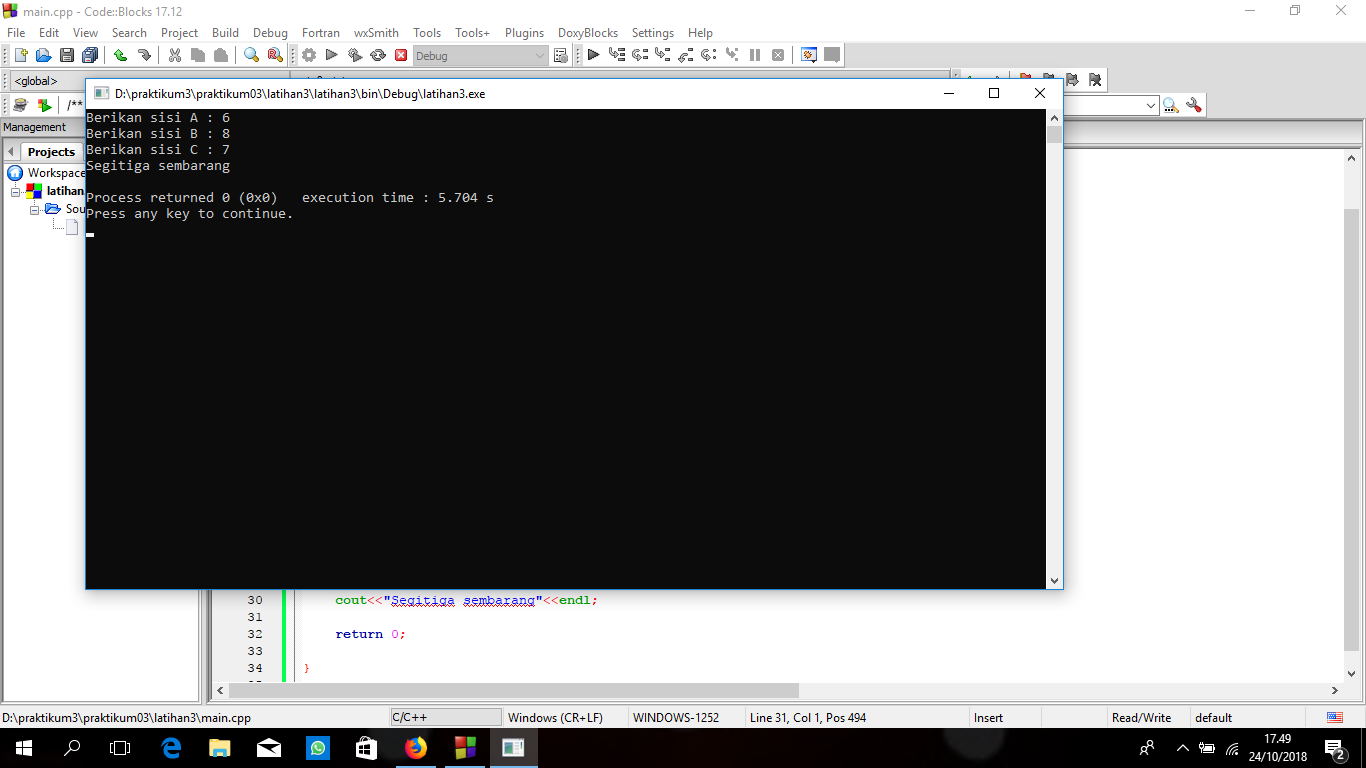 main.cpp - Code::Blocks 17.12
File Edit View Search Project Build Debug Fortran wxSmith Tools Tools+ Plugins DoxyBlocks Settings Help
Debug
<global>
D:\praktikum3\praktikum03\latihan3\latihan3\bin\Debug\latihan3.exe
/**
Management
Projects
Workspace
latihan
Sou
Berikan sisi A : 6
Berikan sisi B : 8
Berikan sisi C : 7
Segitiga sembarang
Process returned 0 (0x0) execution time : 5.704 s
Press any key to continue.
30 cout<<"Segitiga sembarang"<<endl;
31
32 return 0;
33
34 }
D:\praktikum3\praktikum03\latihan3\main.cpp C/C++ Windows (CR+LF) WINDOWS-1252 Line 31, Col 1, Pos 494 Insert Read/Write default
17.49
24/10/2018
2